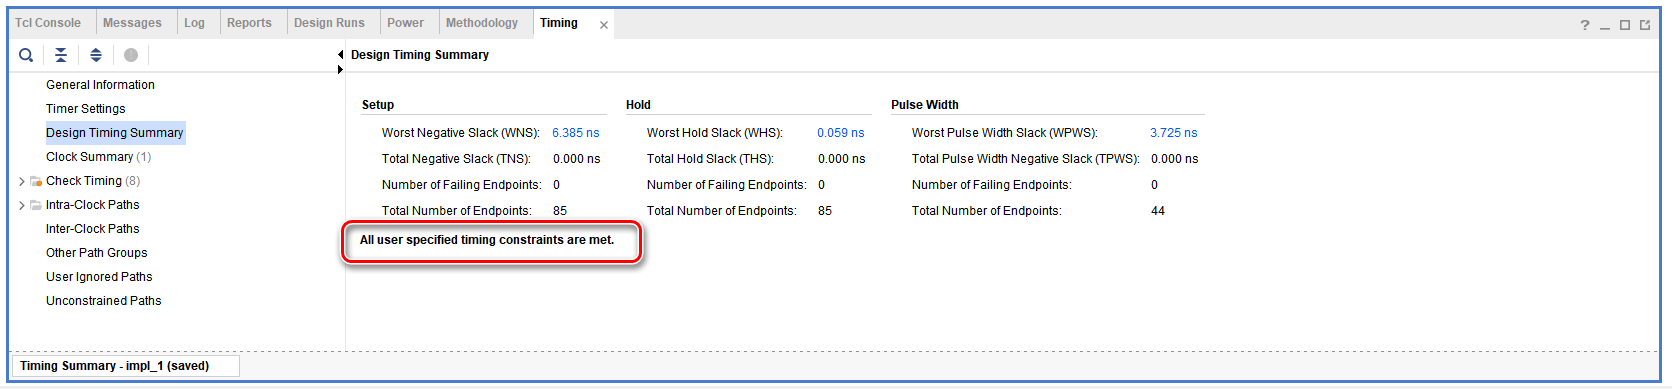 Tcl Console Messages Log Reports Design Runs Power Methodology Timing × ?
Design Timing Summary
General Information
Timer Settings
Design Timing Summary
Clock Summary (1)
Check Timing (8)
Intra-Clock Paths
Inter-Clock Paths
Other Path Groups
User Ignored Paths
Unconstrained Paths
Setup Hold Pulse Width
Worst Negative Slack (WNS): 6.385 ns Worst Hold Slack (WHS): 0.059 ns Worst Pulse Width Slack (WPWS): 3.725 ns
Total Negative Slack (TNS): 0.000 ns Total Hold Slack (THS): 0.000 ns Total Pulse Width Negative Slack (TPWS): 0.000 ns
Number of Failing Endpoints: 0 Number of Failing Endpoints: 0 Number of Failing Endpoints: 0
Total Number of Endpoints: 85 Total Number of Endpoints: 85 Total Number of Endpoints: 44
All user specified timing constraints are met.
Timing Summary - impl_1 (saved)